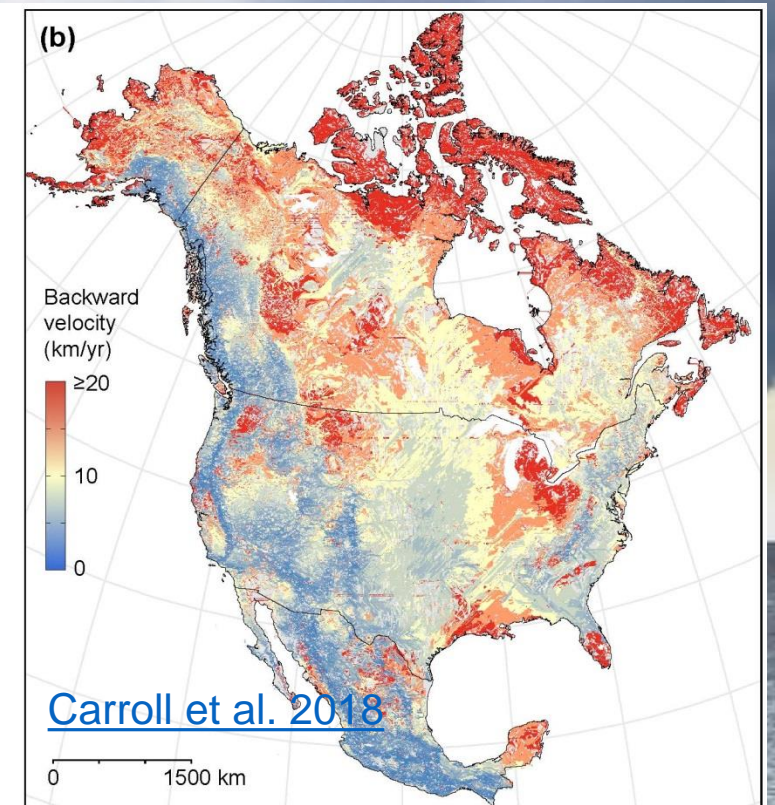 (b)
Backward
velocity
(km/yr)
≥20
10
0
Carroll et al. 2018
0 1500 km